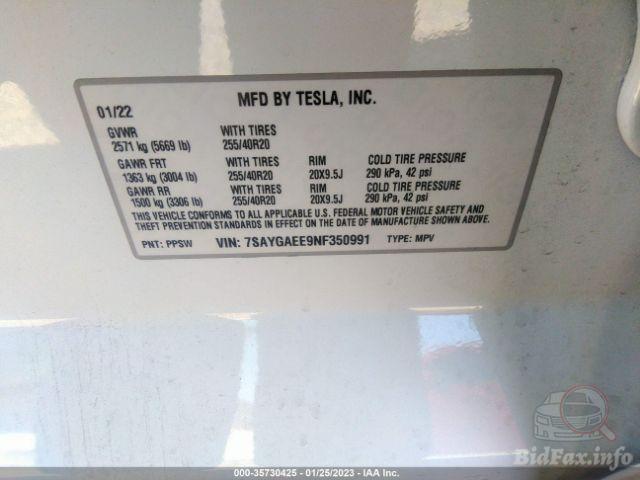 01/22 MFD BY TESLA, INC.
GVWR WITH TIRES
2571 kg (5669 lb) 255/40R20
GAWR FRT WITH TIRES RIM COLD TIRE PRESSURE
1363 kg (3004 lb) 255/40R20 20X9.5J 290 kPa, 42 psi
GAWR RR WITH TIRES RIM COLD TIRE PRESSURE
1500 kg (3306 lb) 255/40R20 20X9.5J 290 kPa, 42 psi
THIS VEHICLE CONFORMS TO ALL APPLICABLE U.S. FEDERAL MOTOR VEHICLE SAFETY AND
THEFT PREVENTION STANDARDS IN EFFECT ON THE DATE OF MANUFACTURE SHOWN ABOVE.
PNT: PPSW VIN: 7SAYGAEE9NF350991 TYPE: MPV
BidFax.info
© 0000-35730425 - 01/25/2023 - IAA Inc.